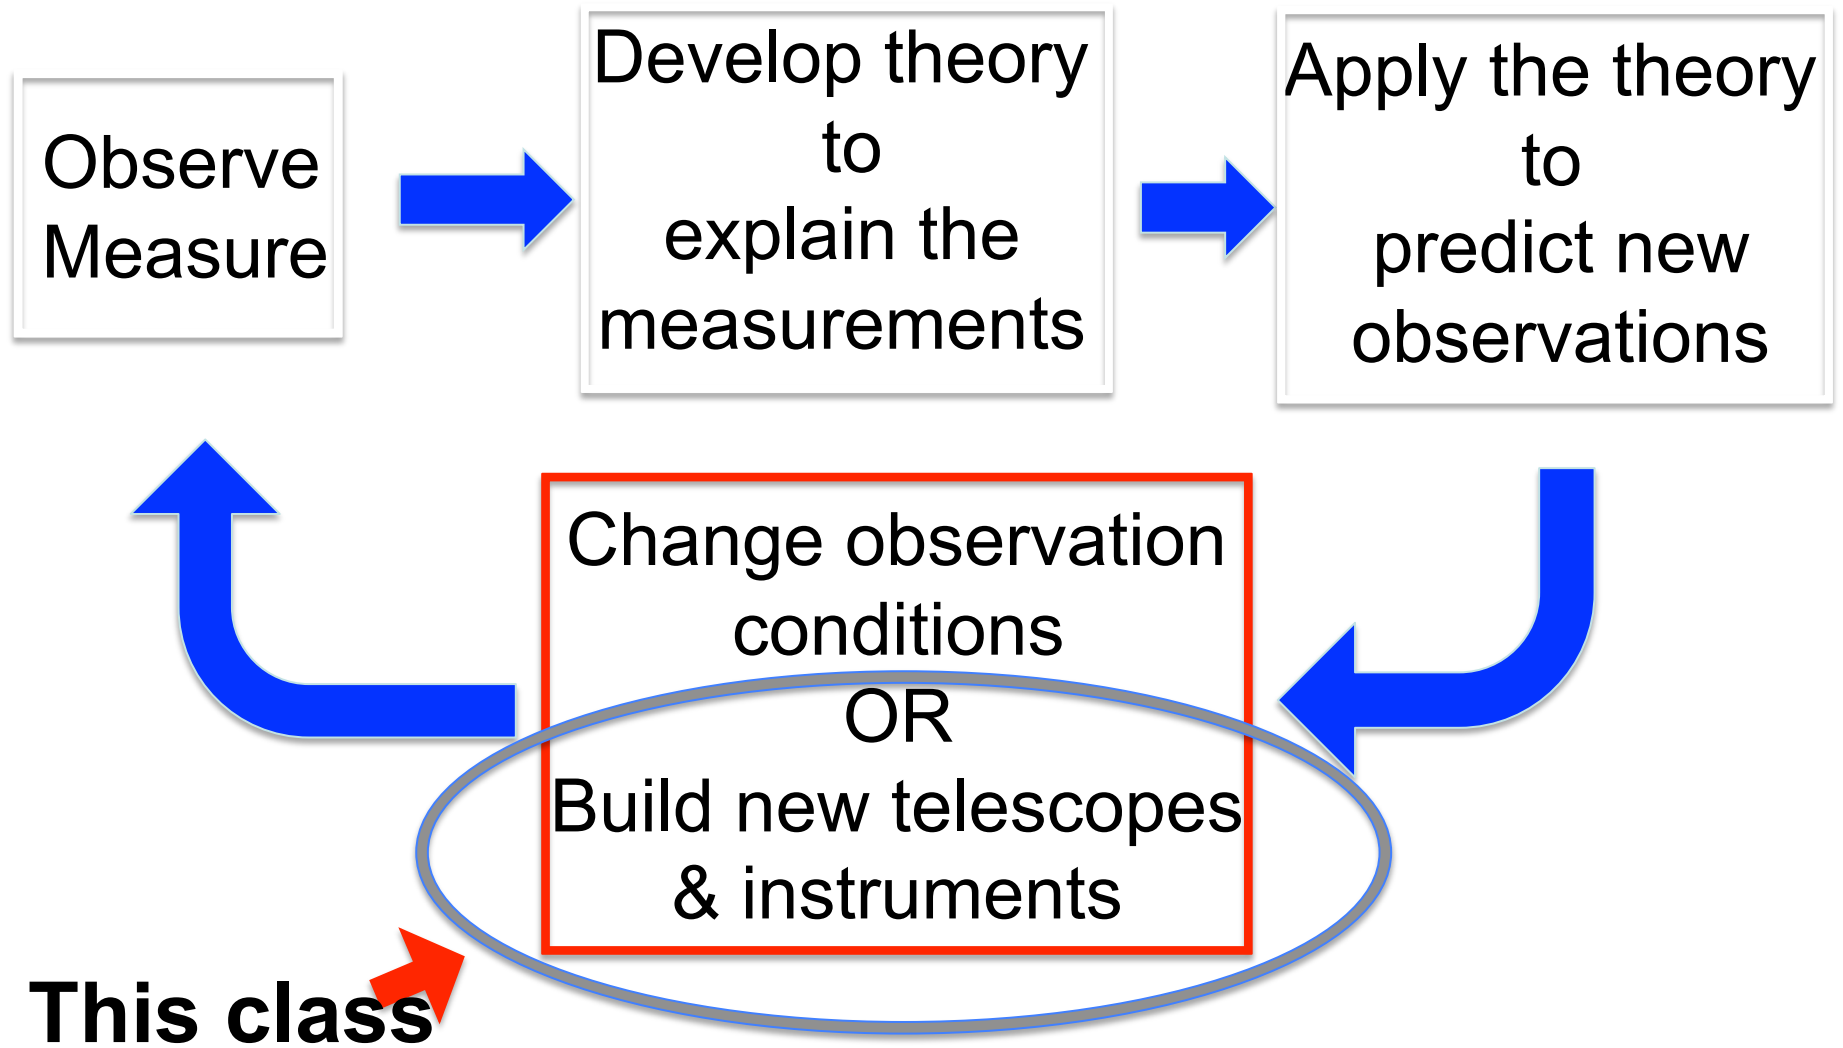 Observe
Measure
Develop theory
to
explain the
measurements
Apply the theory
to
predict new
observations
Change observation
conditions
OR
Build new telescopes
& instruments
This class